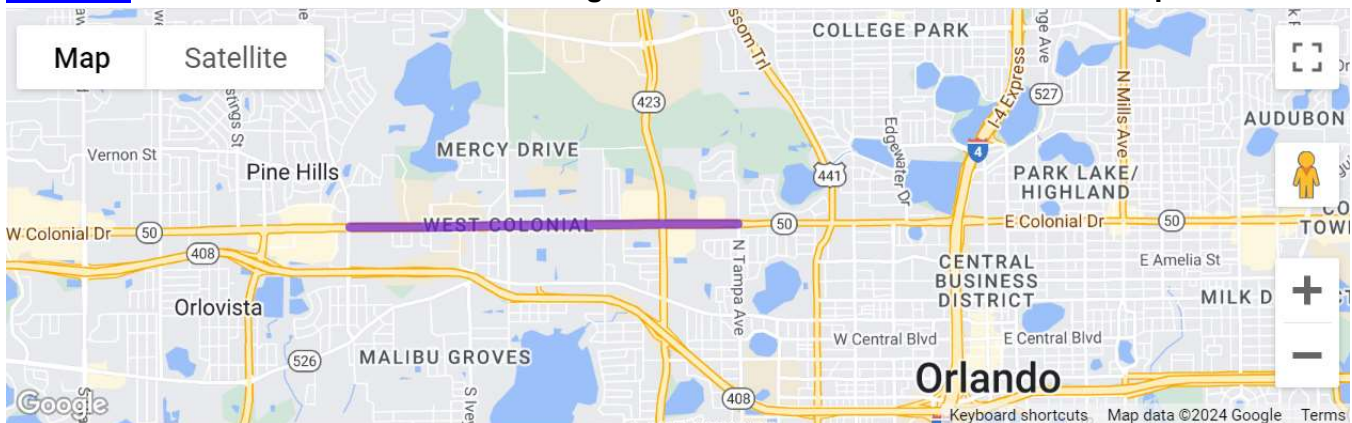 COLLEGE PARK
Map
Satellite
I-4 Express
527
423
N Mills Ave
AUDUBON
Vernon St
MERCY DRIVE
Edgewater Dr
4
Pine Hills
441
PARK LAKE/
HIGHLAND
WEST COLONIAL
W Colonial Dr
50
50
E Colonial Dr
50
408
N Tampa Ave
CENTRAL
BUSINESS
DISTRICT
E Amelia St
Orlovista
MILK D
W Central Blvd
E Central Blvd
526
MALIBU GROVES
Orlando
408
Google
Keyboard shortcuts
Map data ©2024 Google
Terms